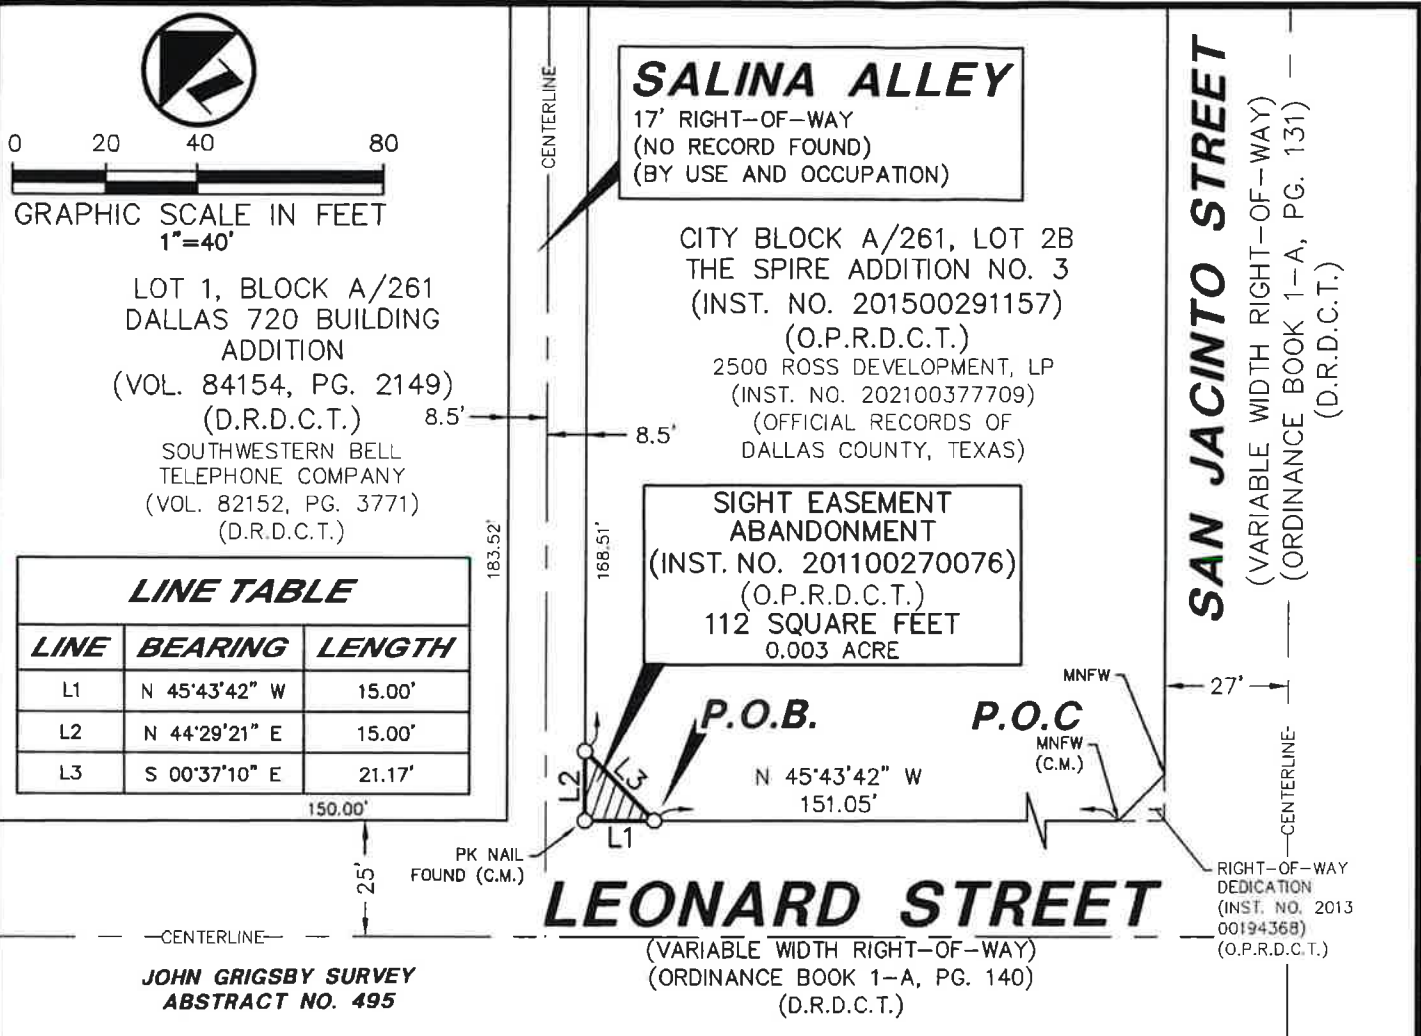 0 20 40 80
GRAPHIC SCALE IN FEET
1"=40'
CENTERLINE
SALINA ALLEY
17' RIGHT-OF-WAY
(NO RECORD FOUND)
(BY USE AND OCCUPATION)
LOT 1, BLOCK A/261
DALLAS 720 BUILDING
ADDITION
(VOL. 84154, PG. 2149)
(D.R.D.C.T.)
SOUTHWESTERN BELL
TELEPHONE COMPANY
(VOL. 82152, PG. 3771)
(D.R.D.C.T.)
8.5'
8.5'
CITY BLOCK A/261, LOT 2B
THE SPIRE ADDITION NO. 3
(INST. NO. 201500291157)
(O.P.R.D.C.T.)
2500 ROSS DEVELOPMENT, LP
(INST. NO. 202100377709)
(OFFICIAL RECORDS OF
DALLAS COUNTY, TEXAS)
SAN JACINTO STREET
(VARIABLE WIDTH RIGHT-OF-WAY)
(ORDINANCE BOOK 1-A, PG. 131)
(D.R.D.C.T.)
SIGHT EASEMENT
ABANDONMENT
(INST. NO. 201100270076)
(O.P.R.D.C.T.)
112 SQUARE FEET
0.003 ACRE
183.52'
168.51'
LINE TABLE
LINE BEARING LENGTH
L1 N 45°43'42" W 15.00'
L2 N 44°29'21" E 15.00'
L3 S 00°37'10" E 21.17'
150.00'
MNFW
27'
P.O.B.
P.O.C
MNFW
(C.M.)
L2
L3
L1
N 45°43'42" W
151.05'
CENTERLINE
PK NAIL
FOUND (C.M.)
25'
LEONARD STREET
(VARIABLE WIDTH RIGHT-OF-WAY)
(ORDINANCE BOOK 1-A, PG. 140)
(D.R.D.C.T.)
RIGHT-OF-WAY
DEDICATION
(INST. NO. 2013
00194368)
(O.P.R.D.C.T.)
CENTERLINE
JOHN GRIGSBY SURVEY
ABSTRACT NO. 495